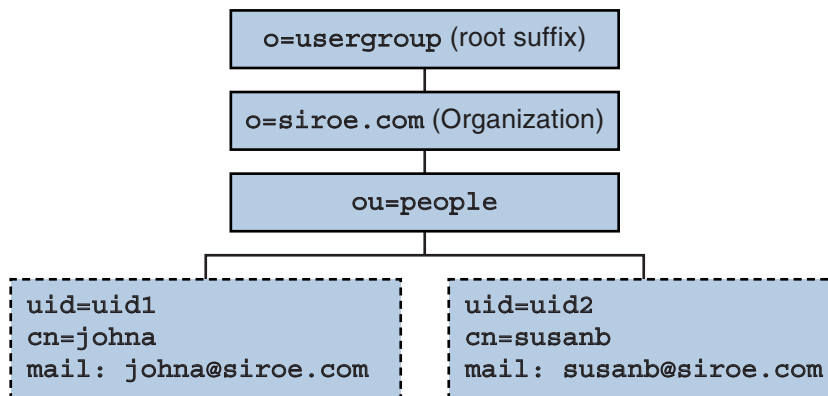 o=usergroup (root suffix)
o=siroe.com (Organization)
ou=people
uid=uid1
cn=johna
mail: johna@siroe.com
uid=uid2
cn=susanb
mail: susanb@siroe.com